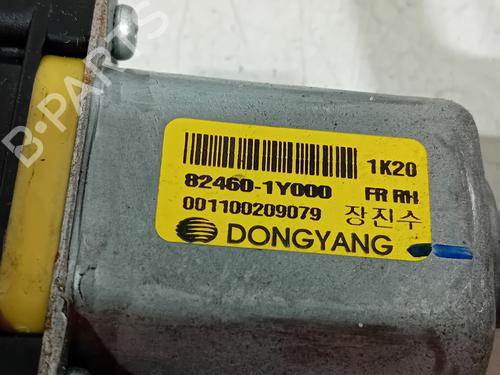 B-PARTS
1K20
82460-1Y000 FR RH
001100209079 장진수
DONGYANG